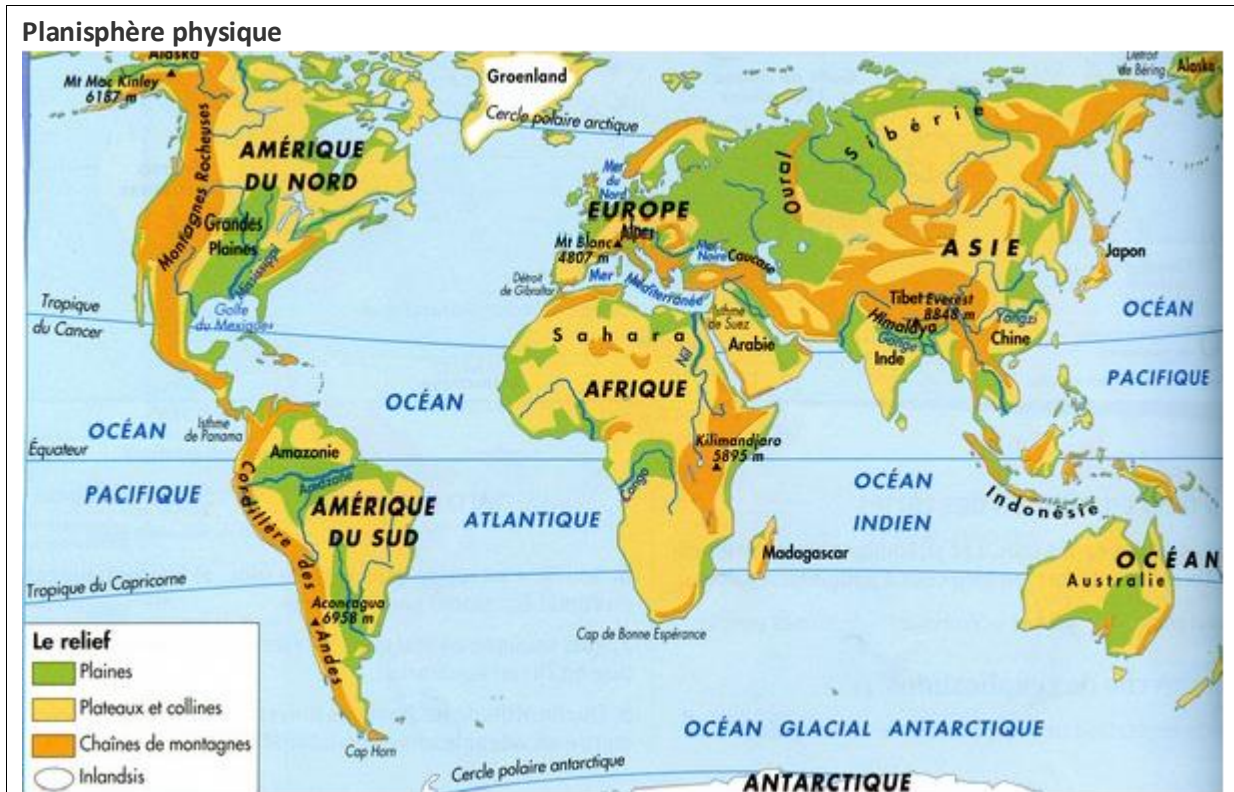 Planisphère physique
Alaska
Mt Mac Kinley
6187 m
Groenland
Cercle polaire arctique
Détroit
de Béring
Alaska
AMÉRIQUE
DU NORD
Montagnes Rocheuses
Grandes
Plaines
Mississippi
Golfe
du Mexique
Mer
du
Nord
EUROPE
Alpes
Mt Blanc
4807 m
Mer
Noire
Caucase
Oural
Sibérie
ASIE
Japon
Détroit
de Gibraltar
Mer Méditerranée
Isthme
de Suez
Tropique
du Cancer
Sahara
Nil
Arabie
Tibet
Everest
8848 m
Himalaya
Gange
Inde
Yangzi
Chine
OCÉAN
PACIFIQUE
AFRIQUE
OCÉAN
ATLANTIQUE
OCÉAN
PACIFIQUE
Isthme
de Panama
Équateur
Amazonie
Amazone
Kilimandjaro
5895 m
Congo
OCÉAN
INDIEN
Indonésie
AMÉRIQUE
DU SUD
Cordillère des Andes
Madagascar
OCÉAN
Australie
Tropique du Capricorne
Aconcagua
6958 m
Cap de Bonne Espérance
Le relief
Plaines
Plateaux et collines
Chaînes de montagnes
Inlandsis
Cap Horn
OCÉAN GLACIAL ANTARCTIQUE
Cercle polaire antarctique
ANTARCTIQUE